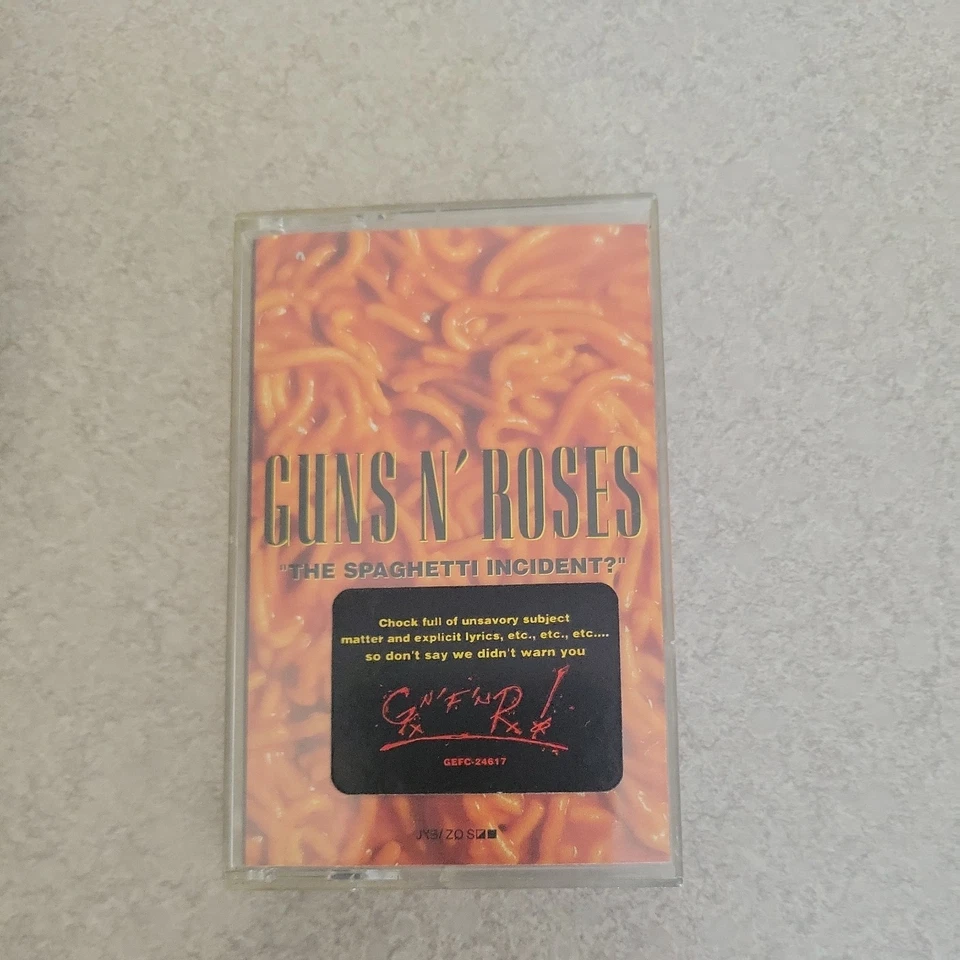 GUNS N' ROSES
"THE SPAGHETTI INCIDENT?"
Chock full of unsavory subject
matter and explicit lyrics, etc., etc., etc....
so don't say we didn't warn you
G N' F' N R!
GEFC-24617